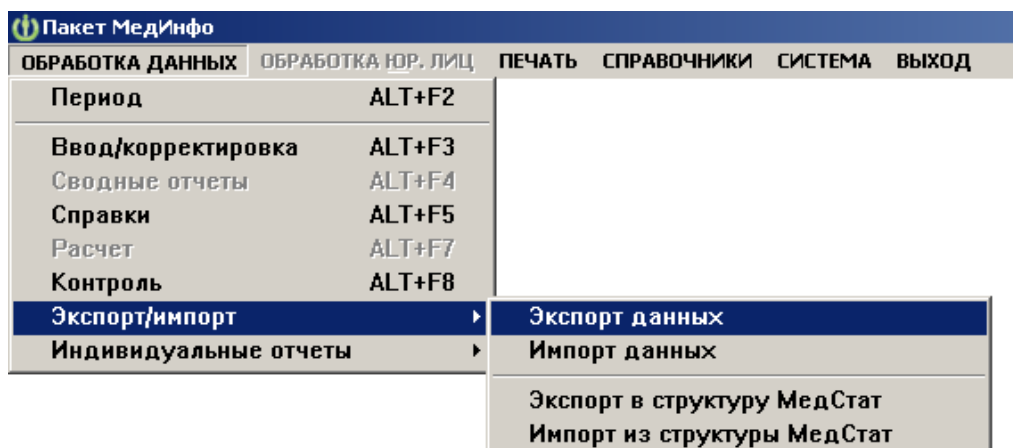 Пакет МедИнфо
ОБРАБОТКА ДАННЫХ ОБРАБОТКА ЮР. ЛИЦ ПЕЧАТЬ СПРАВОЧНИКИ СИСТЕМА ВЫХОД
Период ALT+F2
Ввод/корректировка ALT+F3
Сводные отчеты ALT+F4
Справки ALT+F5
Расчет ALT+F7
Контроль ALT+F8
Экспорт/импорт
Индивидуальные отчеты
Экспорт данных
Импорт данных
Экспорт в структуру МедСтат
Импорт из структуры МедСтат